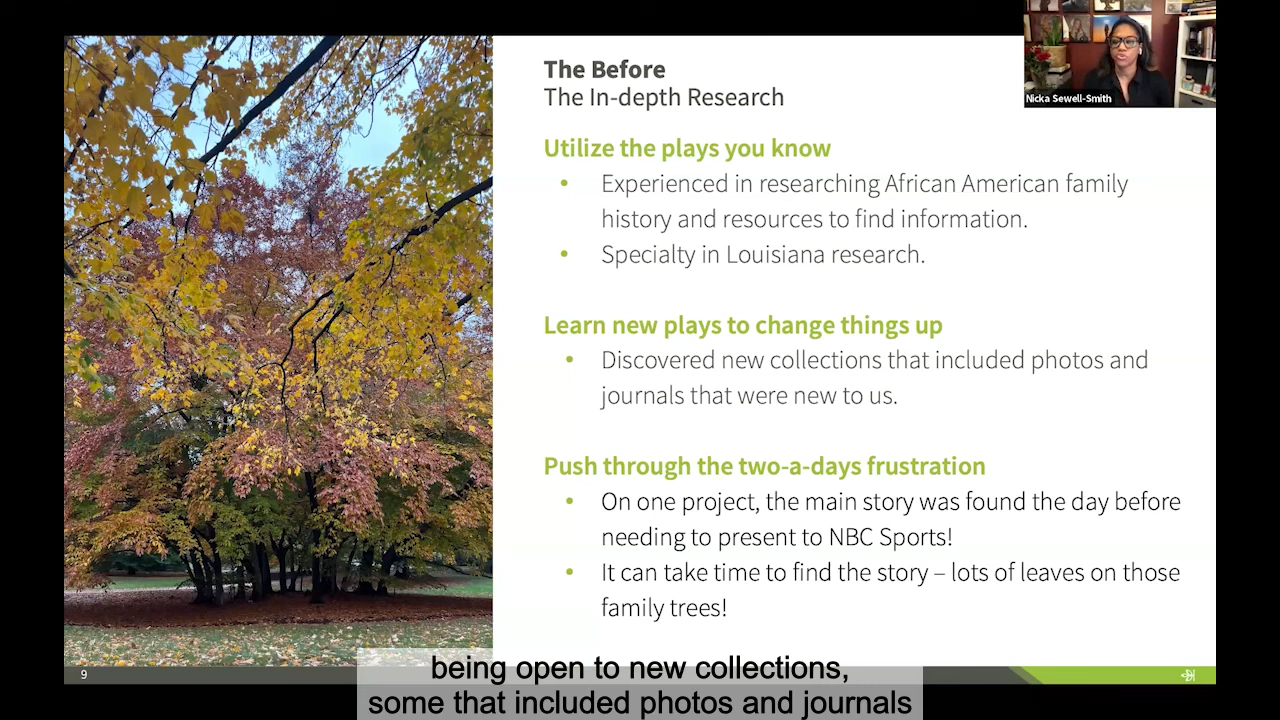 The Before
The In-depth Research
Nicka Sewell-Smith
Utilize the plays you know
• Experienced in researching African American family
history and resources to find information.
• Specialty in Louisiana research.
Learn new plays to change things up
• Discovered new collections that included photos and
journals that were new to us.
Push through the two-a-days frustration
• On one project, the main story was found the day before
needing to present to NBC Sports!
• It can take time to find the story – lots of leaves on those
family trees!
9
being open to new collections,
some that included photos and journals